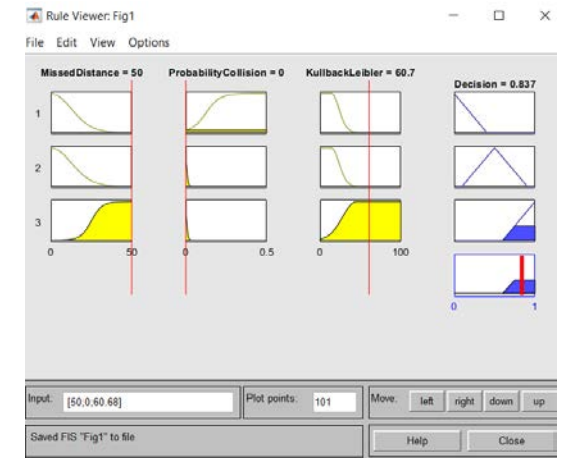 Rule Viewer: Fig1
File Edit View Options
MissedDistance = 50 ProbabilityCollision = 0 KullbackLeibler = 60.7
Decision = 0.837
1
2
3
0 50 0 0.5 0 100
0 1
Input: [50;0;60.68] Plot points: 101 Move: left right down up
Saved FIS "Fig1" to file Help Close